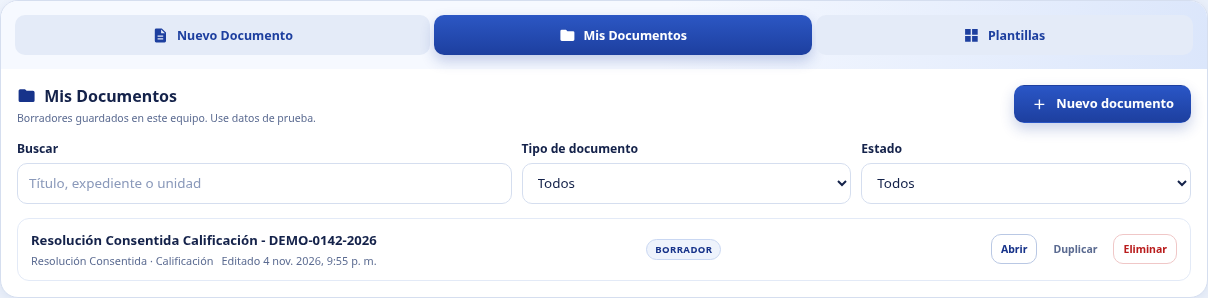 Nuevo Documento
Mis Documentos
Plantillas
Mis Documentos
Nuevo documento
Borradores guardados en este equipo. Use datos de prueba.
Buscar
Tipo de documento
Estado
Título, expediente o unidad
Todos
Todos
Resolución Consentida Calificación - DEMO-0142-2026
Resolución Consentida · Calificación Editado 4 nov. 2026, 9:55 p. m.
BORRADOR
Abrir
Duplicar
Eliminar